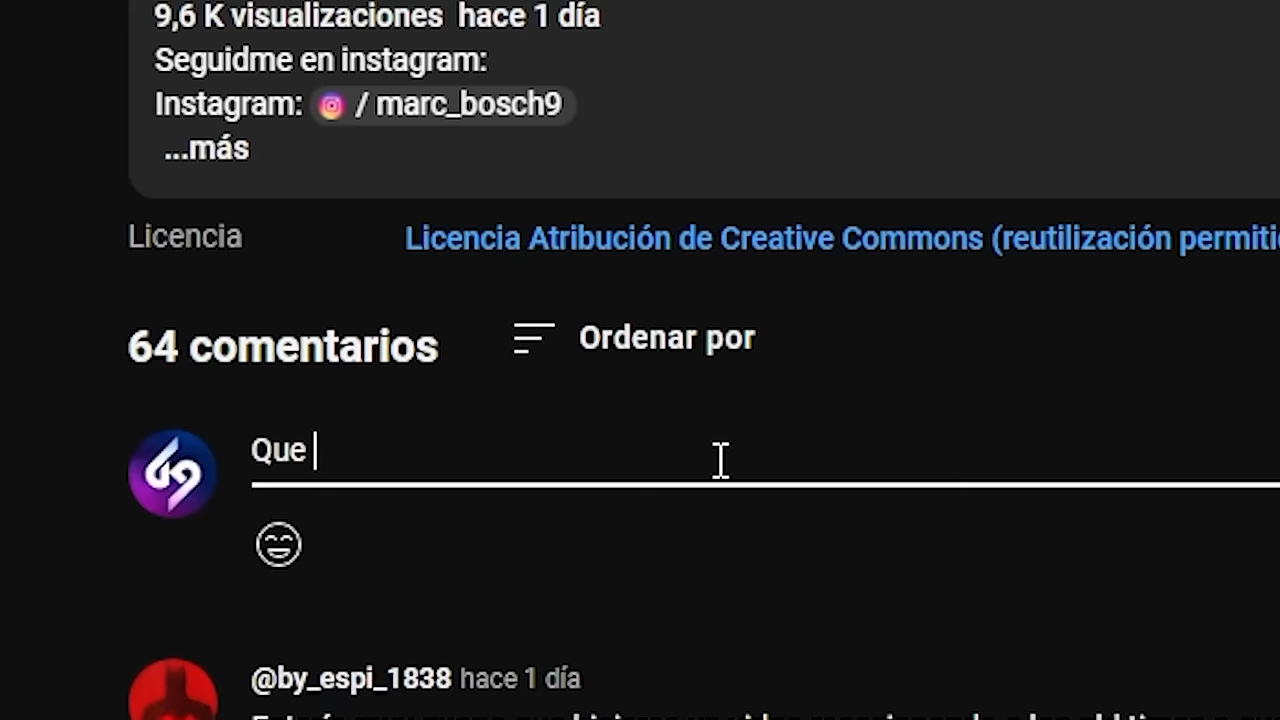 9,6 K visualizaciones hace 1 día
Seguidme en instagram:
Instagram: / marc_bosch9
...más
Licencia Licencia Atribución de Creative Commons (reutilización
64 comentarios Ordenar por
Que
@by_espi_1838 hace 1 día